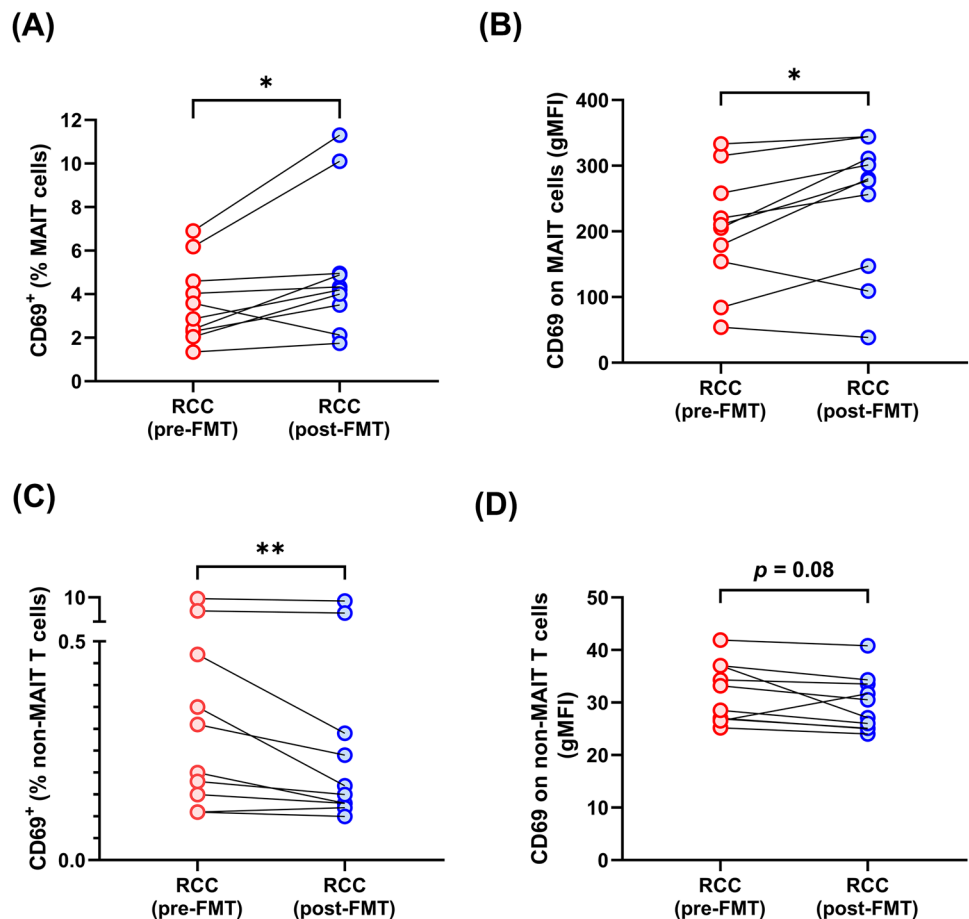 (A)
*
CD69+ (% MAIT cells)
12
10
8
6
4
2
0
RCC
(pre-FMT)
RCC
(post-FMT)
(B)
*
CD69 on MAIT cells (gMFI)
400
300
200
100
0
RCC
(pre-FMT)
RCC
(post-FMT)
(C)
**
CD69+ (% non-MAIT T cells)
10
0.5
0.0
RCC
(pre-FMT)
RCC
(post-FMT)
(D)
p = 0.08
CD69 on non-MAIT T cells
(gMFI)
50
40
30
20
10
0
RCC
(pre-FMT)
RCC
(post-FMT)